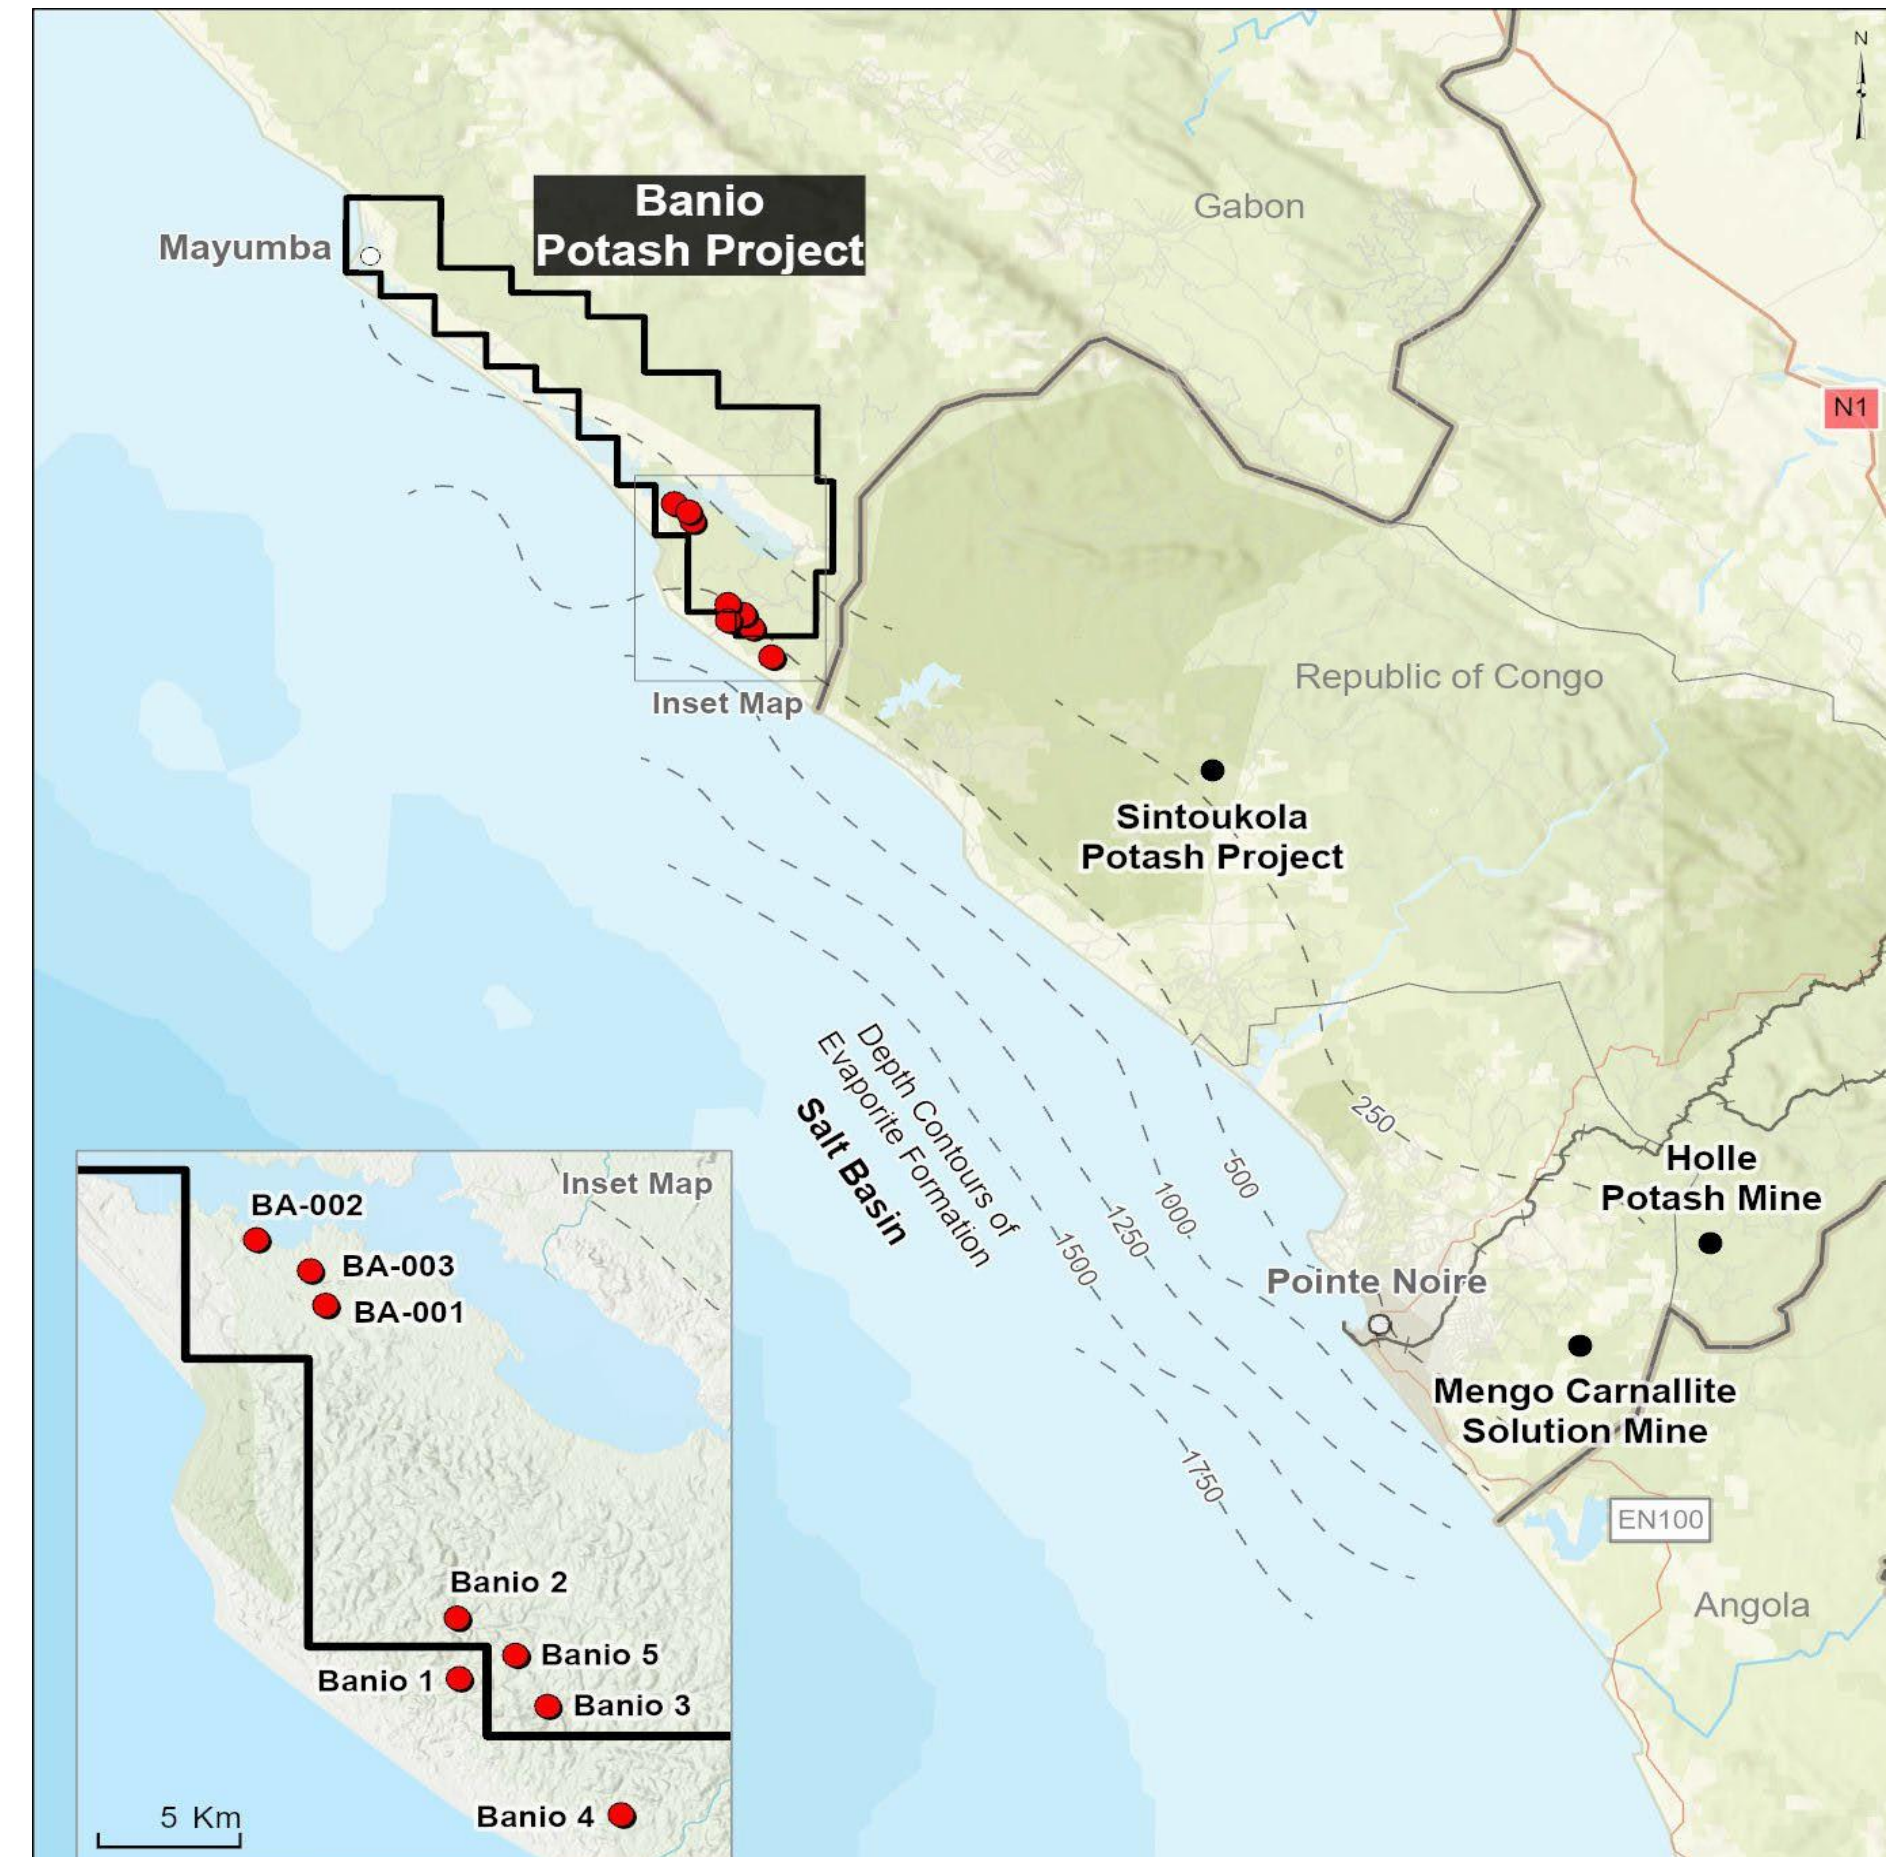 N
Banio
Potash Project
Gabon
Mayumba
N1
Republic of Congo
Inset Map
Sintoukola
Potash Project
Depth Contours of
Evaporite Formation
Salt Basin
250
500
1000
1250
1500
1750
Holle
Potash Mine
Pointe Noire
Mengo Carnallite
Solution Mine
EN100
Angola
Inset Map
BA-002
BA-003
BA-001
Banio 2
Banio 5
Banio 1
Banio 3
Banio 4
5 Km